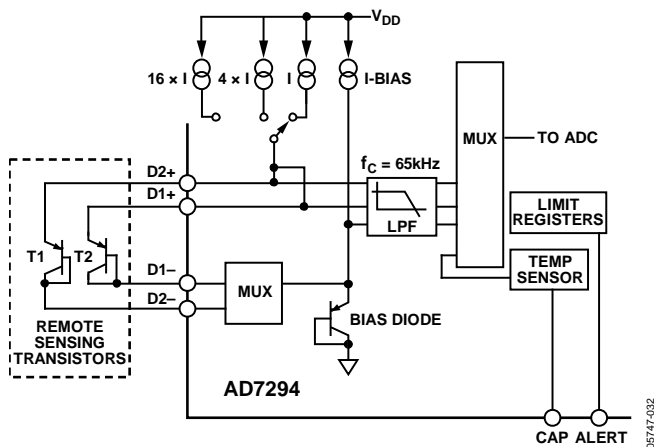 V_DD
16 × I
4 × I
I
I-BIAS
MUX
TO ADC
f_C = 65kHz
LPF
D2+
D1+
T1
T2
D1–
D2–
MUX
BIAS DIODE
LIMIT
REGISTERS
TEMP
SENSOR
REMOTE
SENSING
TRANSISTORS
AD7294
CAP
ALERT
05747-032